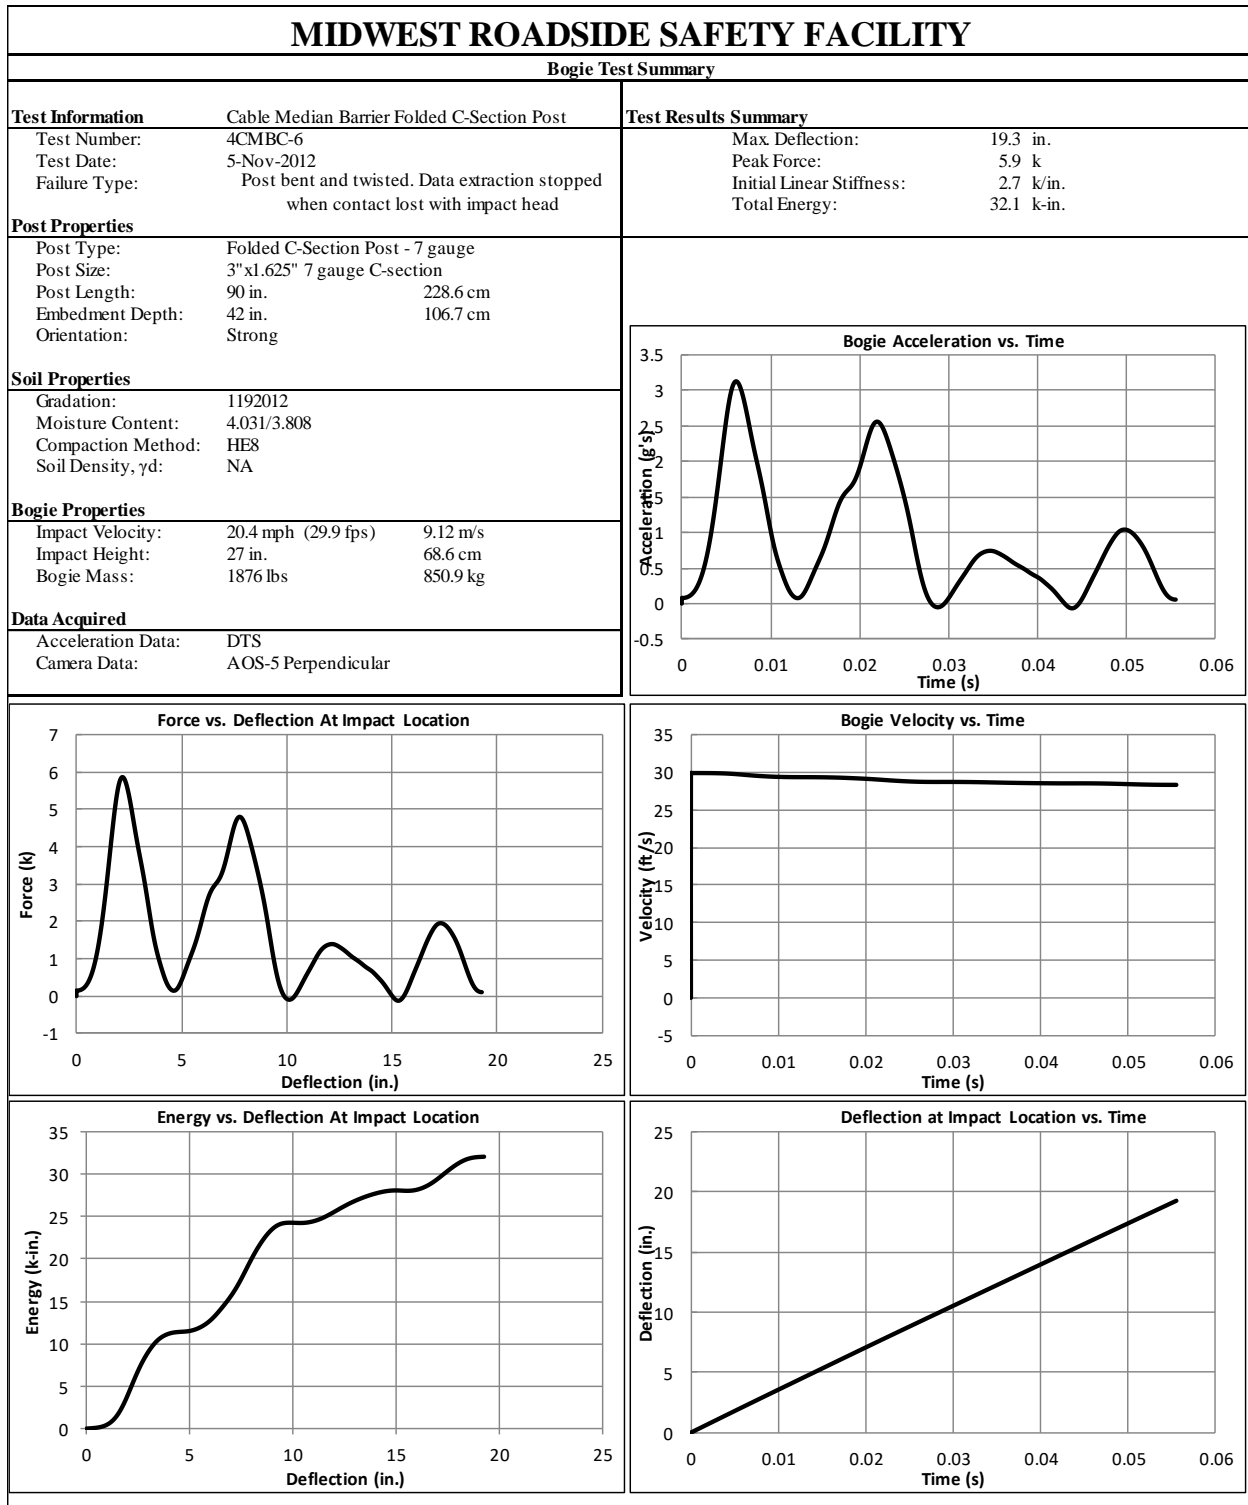 MIDWEST ROADSIDE SAFETY FACILITY
Bogie Test Summary
Test Information Cable Median Barrier Folded C-Section Post
Test Number: 4CMBC-6
Test Date: 5-Nov-2012
Failure Type: Post bent and twisted. Data extraction stopped
when contact lost with impact head
Post Properties
Post Type: Folded C-Section Post - 7 gauge
Post Size: 3"x1.625" 7 gauge C-section
Post Length: 90 in. 228.6 cm
Embedment Depth: 42 in. 106.7 cm
Orientation: Strong
Soil Properties
Gradation: 1192012
Moisture Content: 4.031/3.808
Compaction Method: HE8
Soil Density, γd: NA
Bogie Properties
Impact Velocity: 20.4 mph (29.9 fps) 9.12 m/s
Impact Height: 27 in. 68.6 cm
Bogie Mass: 1876 lbs 850.9 kg
Data Acquired
Acceleration Data: DTS
Camera Data: AOS-5 Perpendicular
Test Results Summary
Max. Deflection: 19.3 in.
Peak Force: 5.9 k
Initial Linear Stiffness: 2.7 k/in.
Total Energy: 32.1 k-in.
Bogie Acceleration vs. Time
3.5
3
2.5
2
1.5
1
0.5
0
-0.5
Acceleration (g's)
0 0.01 0.02 0.03 0.04 0.05 0.06
Time (s)
Force vs. Deflection At Impact Location
7
6
5
4
3
2
1
0
-1
Force (k)
0 5 10 15 20 25
Deflection (in.)
Bogie Velocity vs. Time
35
30
25
20
15
10
5
0
-5
Velocity (ft/s)
0 0.01 0.02 0.03 0.04 0.05 0.06
Time (s)
Energy vs. Deflection At Impact Location
35
30
25
20
15
10
5
0
Energy (k-in.)
0 5 10 15 20 25
Deflection (in.)
Deflection at Impact Location vs. Time
25
20
15
10
5
0
Deflection (in.)
0 0.01 0.02 0.03 0.04 0.05 0.06
Time (s)